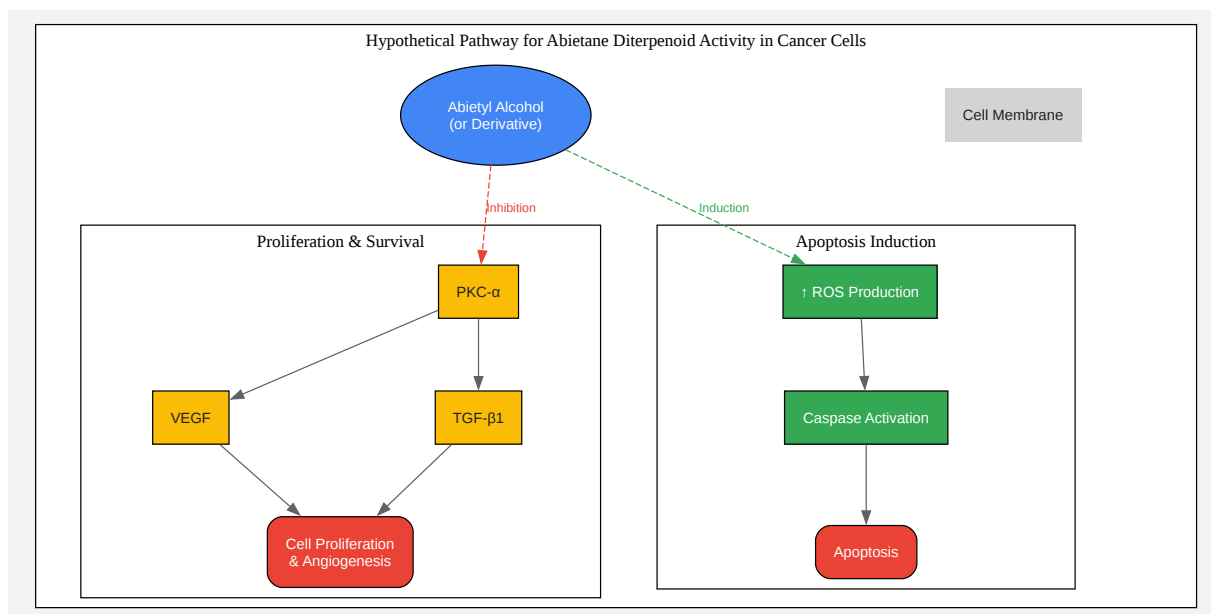 Hypothetical Pathway for Abietane Diterpenoid Activity in Cancer Cells
Abietyl Alcohol
(or Derivative)
Cell Membrane
Inhibition
Induction
Proliferation & Survival
Apoptosis Induction
PKC-α
↑ ROS Production
VEGF
TGF-β1
Caspase Activation
Cell Proliferation
& Angiogenesis
Apoptosis